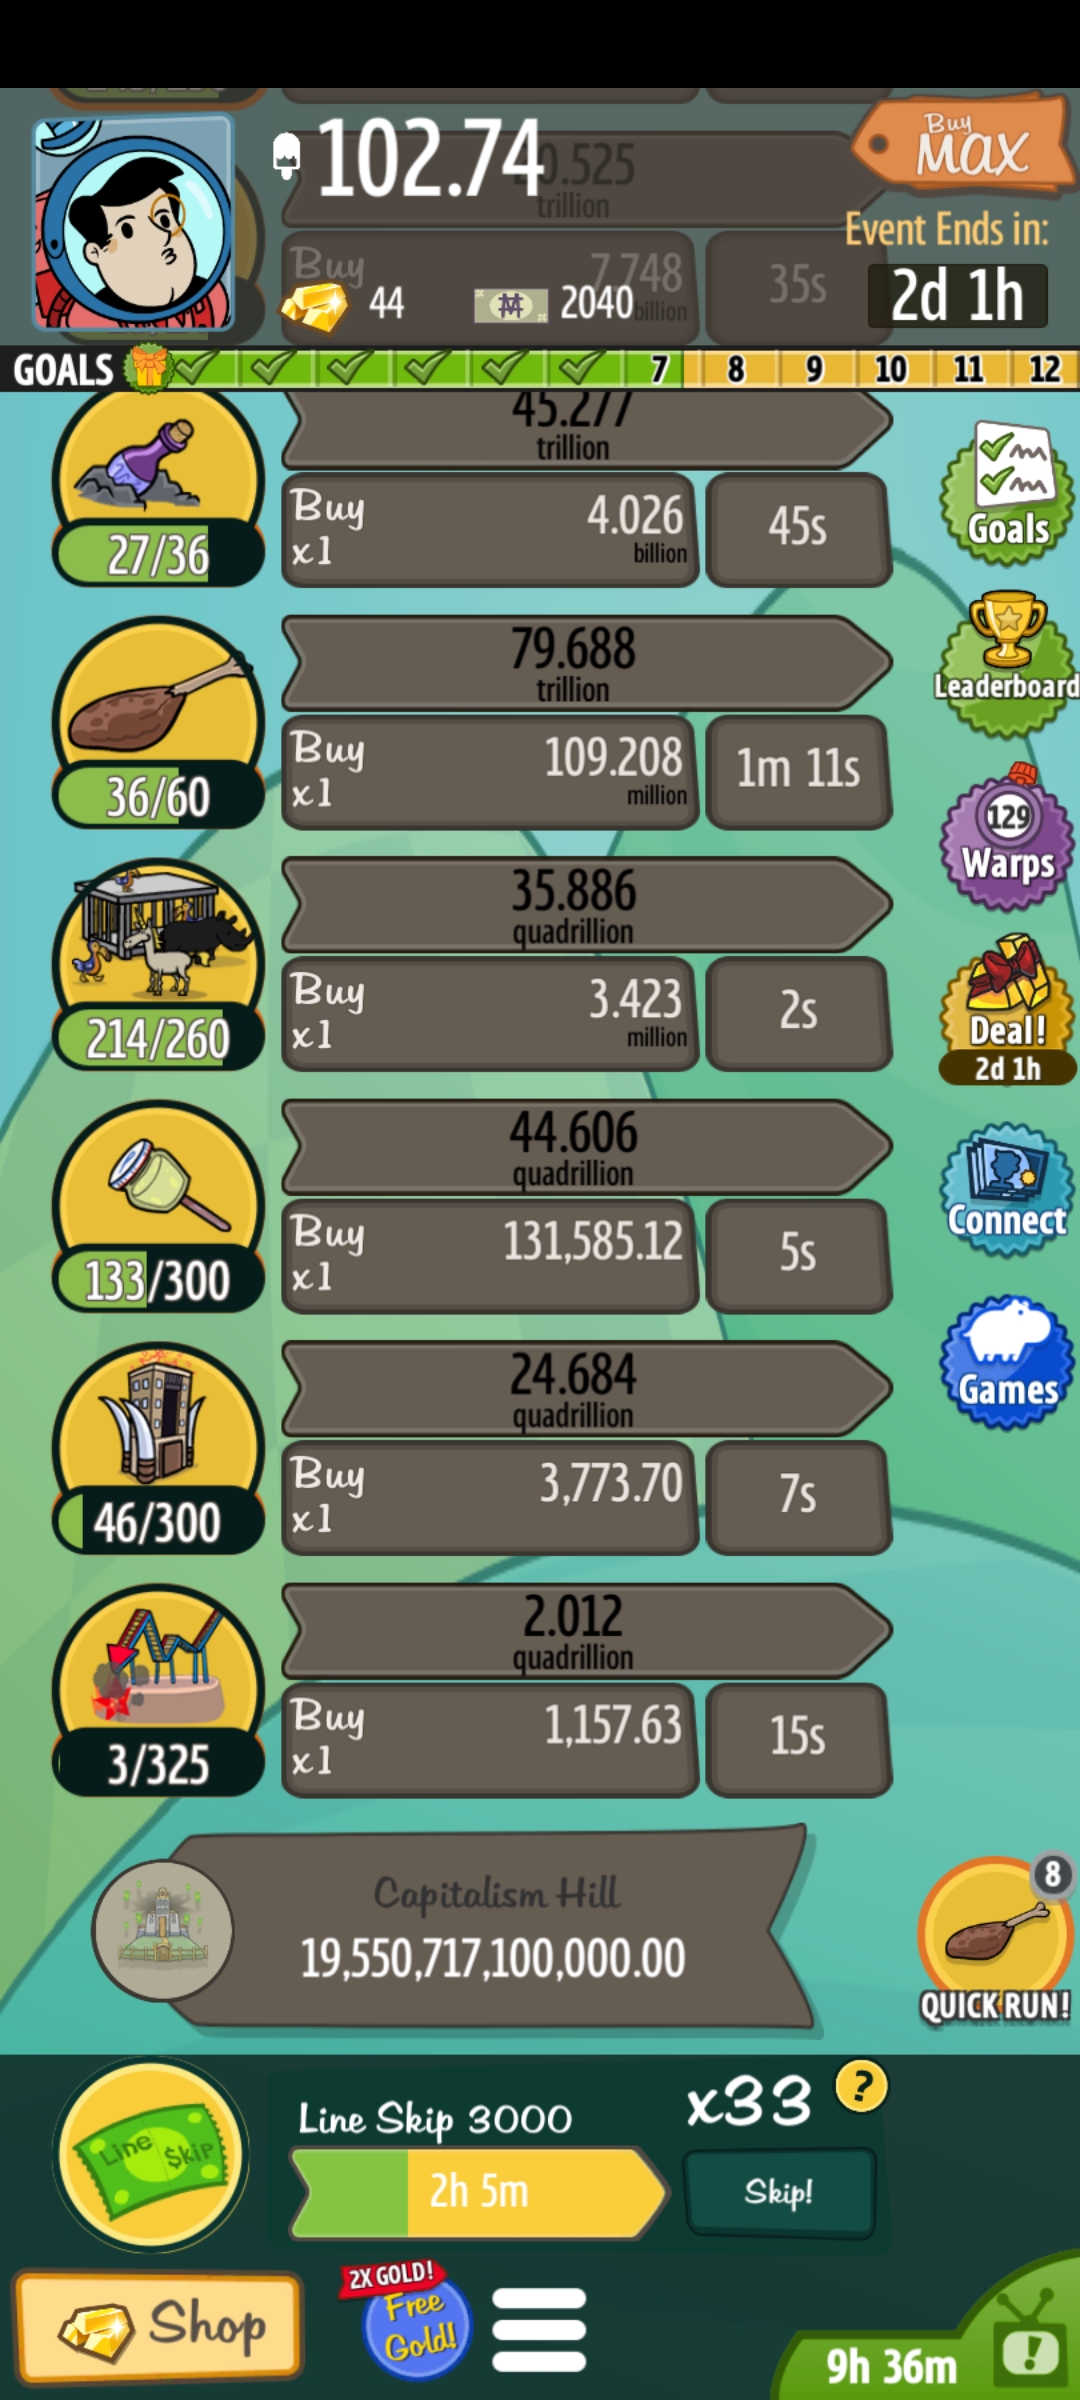 102.74
0.525
trillion
Buy
MAX
Event Ends in:
2d 1h
Buy
7.748
billion
35s
44
2040
GOALS
7
8
9
10
11
12
45.277
trillion
Buy
x1
4.026
billion
45s
27/36
Goals
79.688
trillion
Buy
x1
109.208
million
1m 11s
36/60
Leaderboard
35.886
quadrillion
Buy
x1
3.423
million
2s
214/260
129
Warps
Deal!
2d 1h
44.606
quadrillion
Buy
x1
131,585.12
5s
133/300
Connect
24.684
quadrillion
Buy
x1
3,773.70
7s
46/300
Games
2.012
quadrillion
Buy
x1
1,157.63
15s
3/325
Capitalism Hill
19,550,717,100,000.00
8
QUICK RUN!
Line $kip
Line Skip 3000
x33
?
2h 5m
Skip!
Shop
2X GOLD!
Free
Gold!
9h 36m